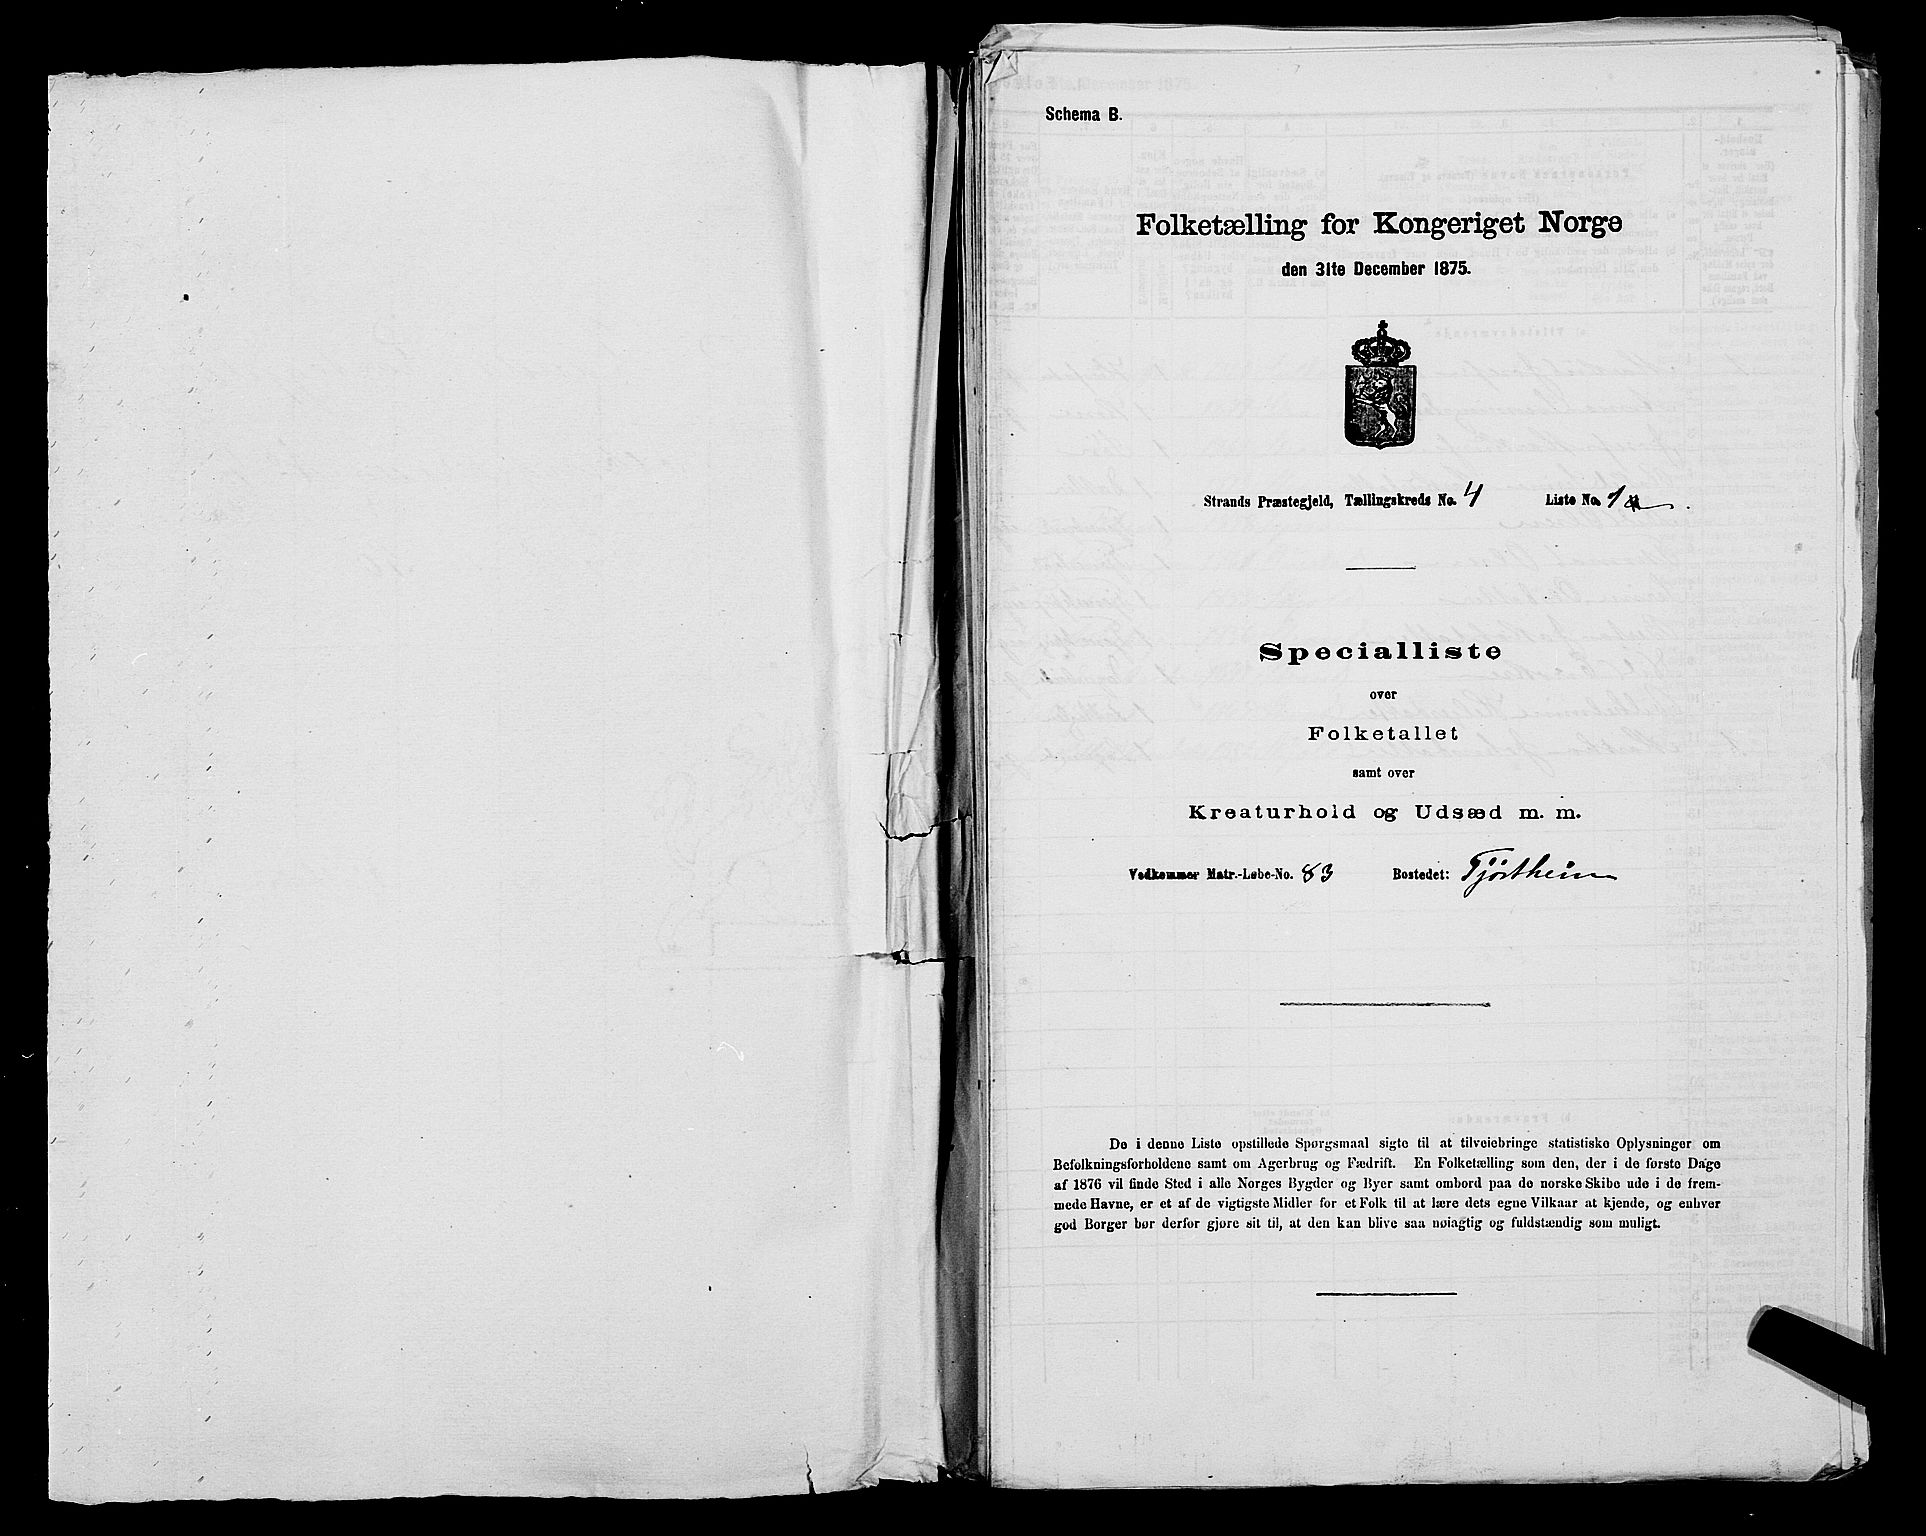 Schema B.
Folketælling for Kongeriget Norge
den 31te December 1875.
Strands Præstegjeld, Tællingskreds No. 4 Liste No. 1a.
Specialliste
over
Folketallet
samt over
Kreaturhold og Udsæd m. m.
Vedkommer Matr.-Løbe-No. 83 Bostedet: Tjøstheim
De i denne Liste opstillede Spørgsmaal sigte til at tilveiebringe statistiske Oplysninger om
Befolkningsforholdene samt om Agerbrug og Fædrift. En Folketælling som den, der i de første Dage
af 1876 vil finde Sted i alle Norges Bygder og Byer samt ombord paa de norske Skibe ude i de frem-
mede Havne, er et af de vigtigste Midler for et Folk til at lære dets egne Vilkaar at kjende, og enhver
god Borger bør derfor gjøre sit til, at den kan blive saa nøiagtig og fuldstændig som muligt.